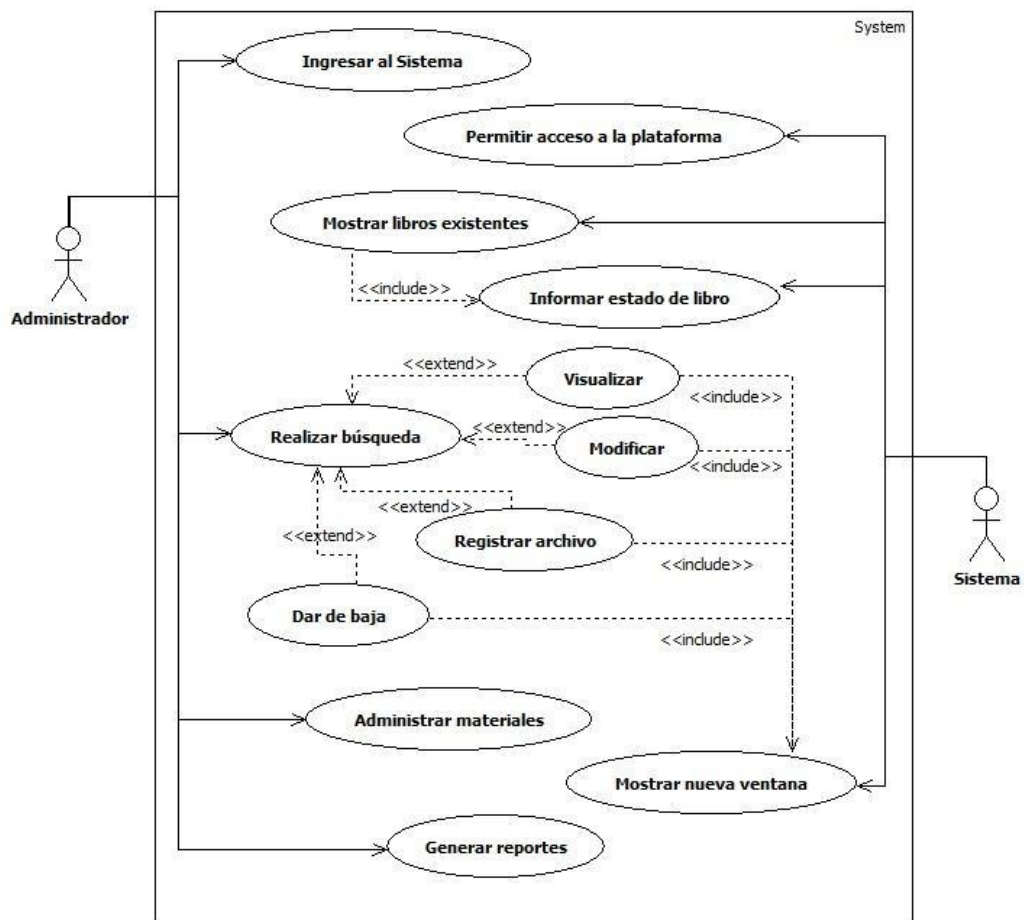 System
Ingresar al Sistema
Permitir acceso a la plataforma
Mostrar libros existentes
<<include>>
Informar estado de libro
Administrador
<<extend>>
Visualizar
<<include>>
Realizar búsqueda
<<extend>>
Modificar
<<include>>
<<extend>>
Registrar archivo
<<extend>>
<<include>>
Sistema
Dar de baja
<<include>>
Administrar materiales
Mostrar nueva ventana
Generar reportes